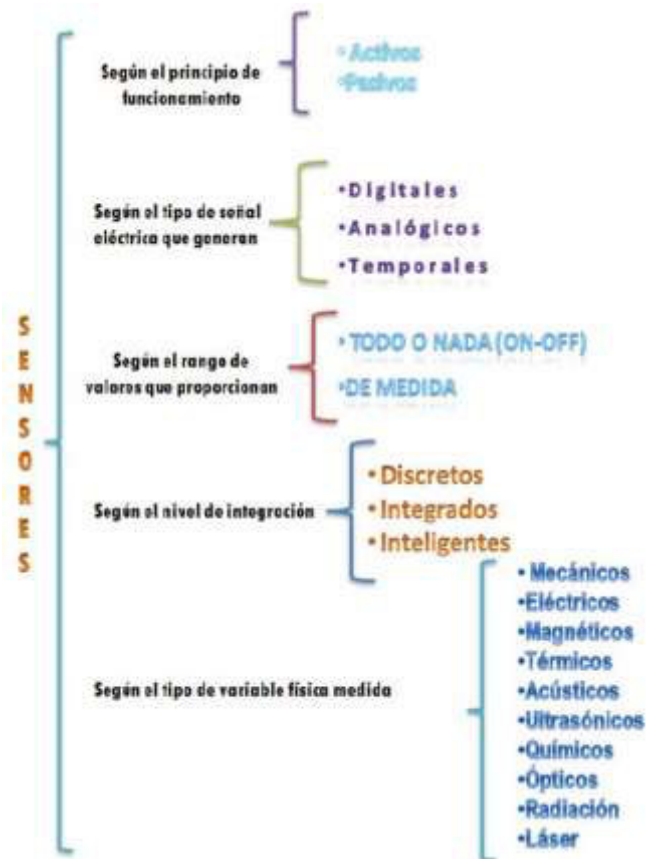 SENSORES
Según el principio de
funcionamiento
• Activos
•Pasivos
Según el tipo de señal
eléctrica que generan
•Digitales
•Analógicos
•Temporales
Según el rango de
valores que proporcionan
• TODO O NADA (ON-OFF)
•DE MEDIDA
Según el nivel de integración
• Discretos
• Integrados
• Inteligentes
Según el tipo de variable física medida
• Mecánicos
•Eléctricos
•Magnéticos
•Térmicos
•Acústicos
•Ultrasónicos
•Químicos
•Ópticos
•Radiación
•Láser